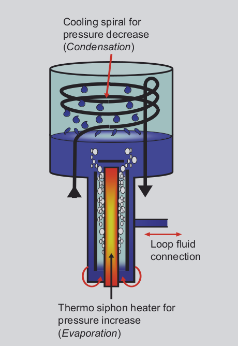 Cooling spiral for
pressure decrease
(Condensation)
Loop fluid
connection
Thermo siphon heater for
pressure increase
(Evaporation)